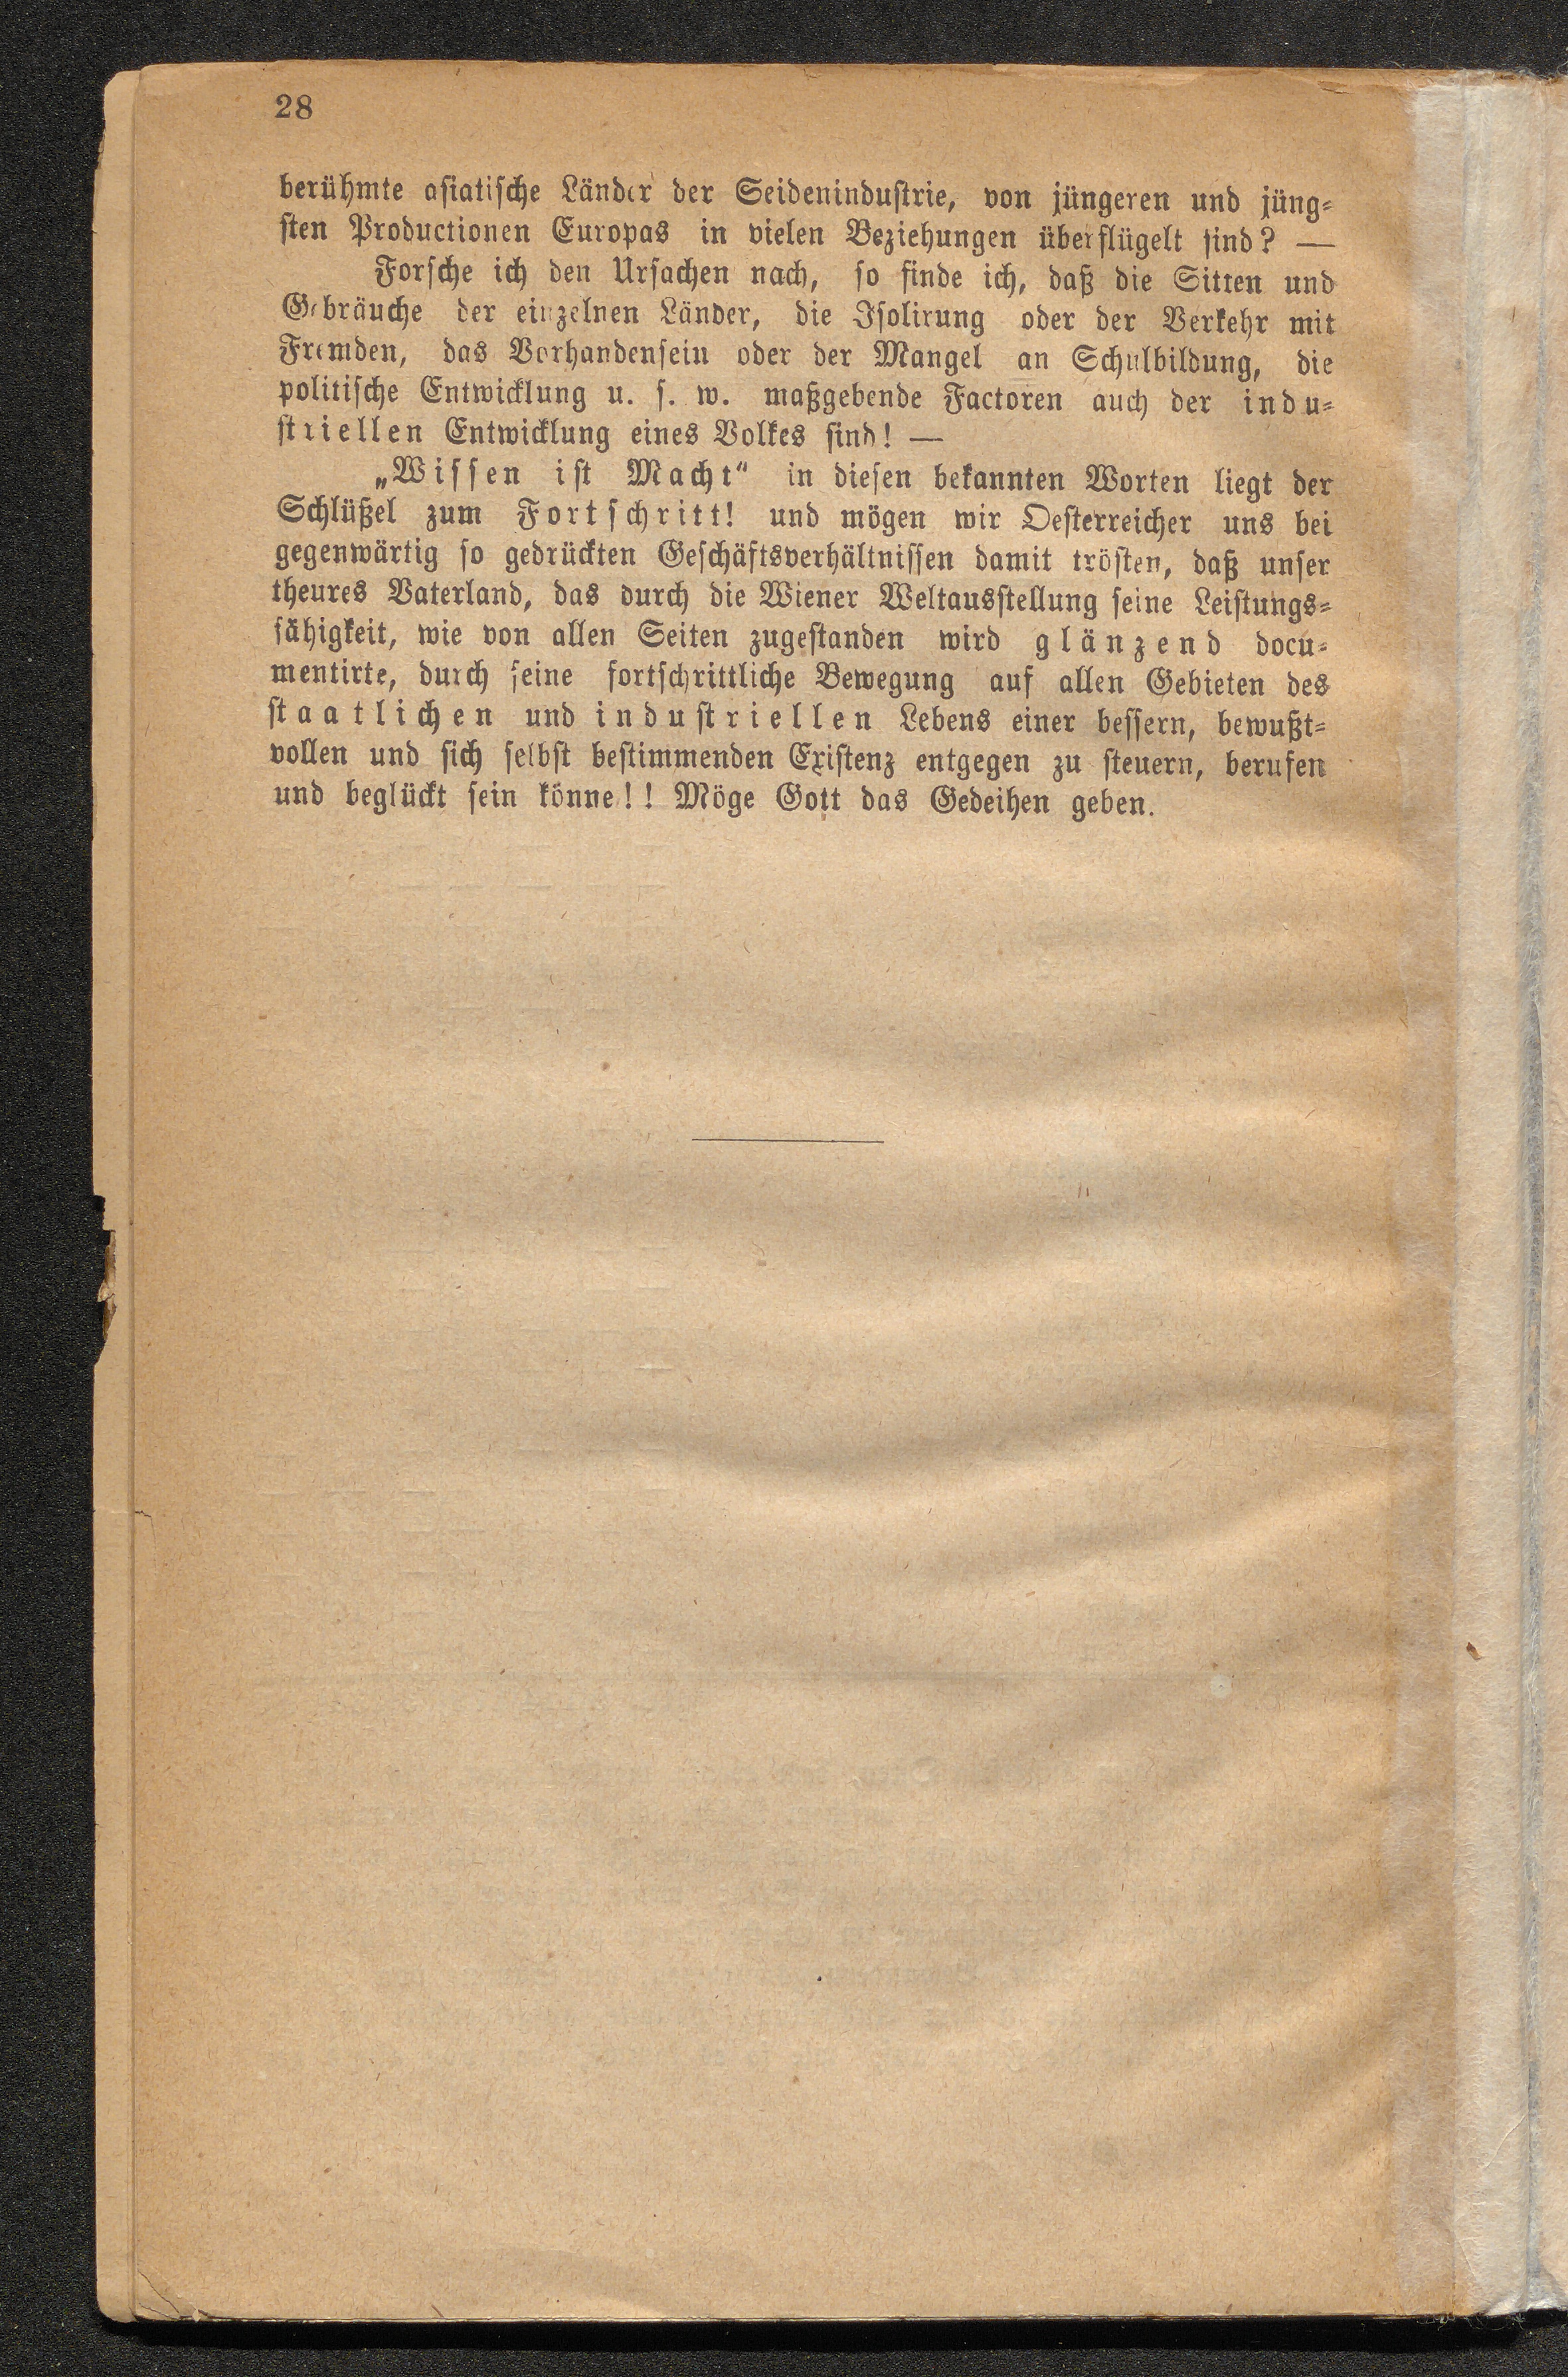 28
berühmte asiatische Länder der Seidenindustrie, von jüngeren und jüng-
sten Productionen Europas in vielen Beziehungen überflügelt sind? —
Forsche ich den Ursachen nach, so finde ich, daß die Sitten und
Gebräuche der einzelnen Länder, die Isolirung oder der Verkehr mit
Fremden, das Vorhandensein oder der Mangel an Schulbildung, die
politische Entwicklung u. s. w. maßgebende Factoren auch der indu-
striellen Entwicklung eines Volkes sind! —
„Wissen ist Macht“ in diesen bekannten Worten liegt der
Schlüßel zum Fortschritt! und mögen wir Oesterreicher uns bei
gegenwärtig so gedrückten Geschäftsverhältnissen damit trösten, daß unser
theures Vaterland, das durch die Wiener Weltausstellung seine Leistungs-
fähigkeit, wie von allen Seiten zugestanden wird glänzend docu-
mentirte, durch seine fortschrittliche Bewegung auf allen Gebieten des
staatlichen und industriellen Lebens einer bessern, bewußt-
vollen und sich selbst bestimmenden Existenz entgegen zu steuern, berufen
und beglückt sein könne!! Möge Gott das Gedeihen geben.